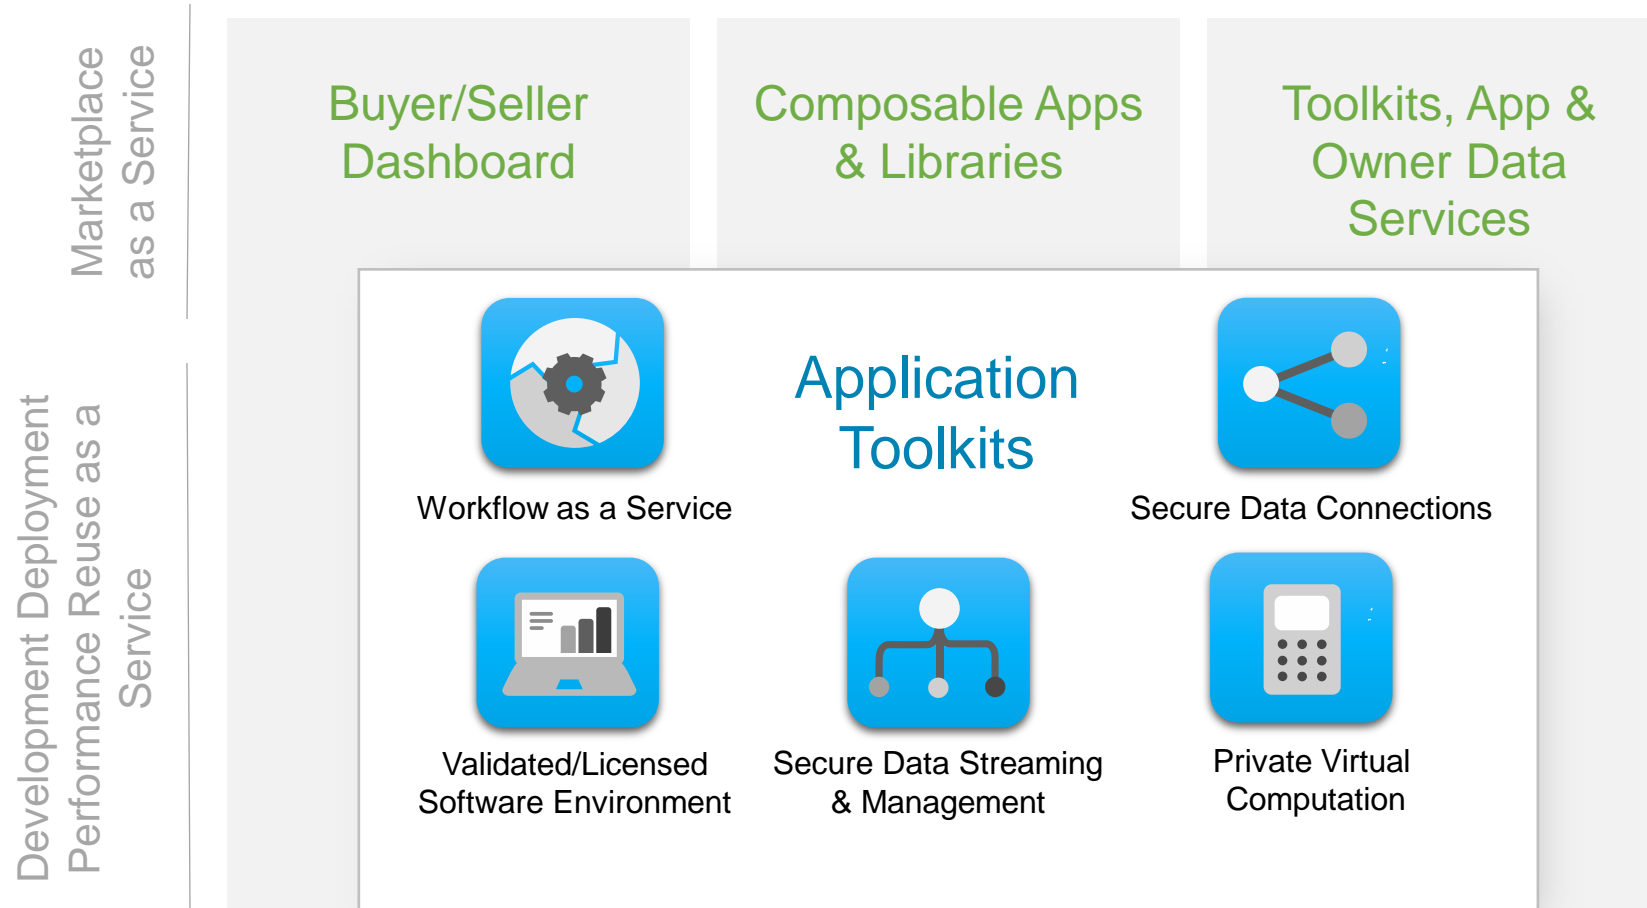 Marketplace
as a Service
Buyer/Seller
Dashboard
Composable Apps
& Libraries
Toolkits, App &
Owner Data
Services
Development Deployment
Performance Reuse as a
Service
Application
Toolkits
Workflow as a Service
Secure Data Connections
Validated/Licensed
Software Environment
Secure Data Streaming
& Management
Private Virtual
Computation